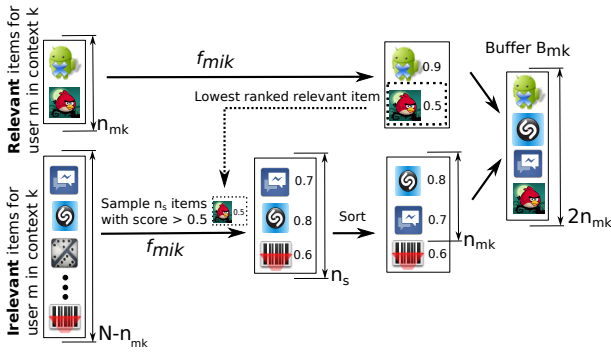 Relevant items for
user m in context k
n_mk
f_mik
0.9
0.5
Lowest ranked relevant item
Buffer B_mk
2n_mk
Irelevant items for
user m in context k
N-n_mk
Sample n_s items
with score > 0.5
0.5
f_mik
0.7
0.8
0.6
n_s
Sort
0.8
0.7
0.6
n_mk